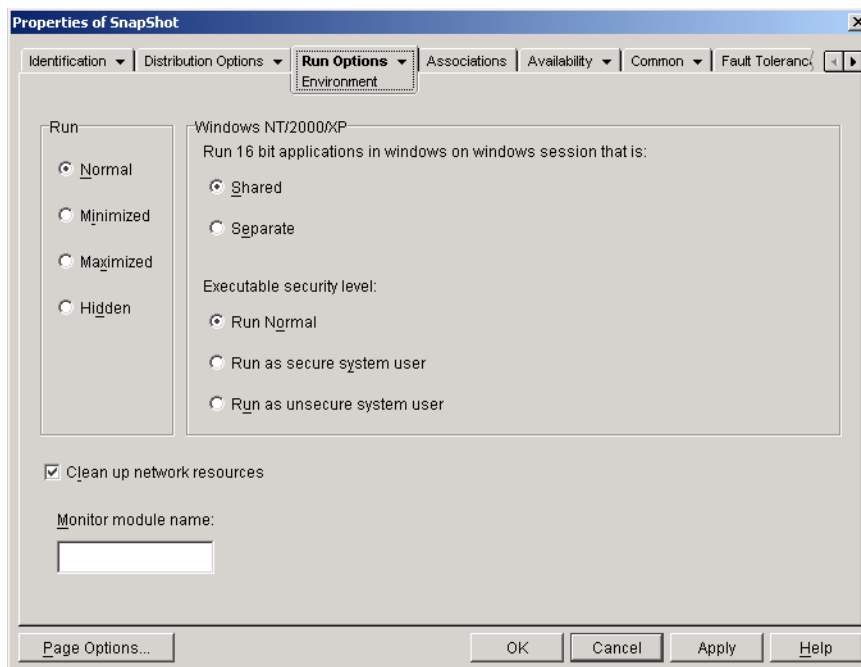 Properties of SnapShot
Identification
Distribution Options
Run Options
Environment
Associations
Availability
Common
Fault Toleranc
Run
Normal
Minimized
Maximized
Hidden
Windows NT/2000/XP
Run 16 bit applications in windows on windows session that is:
Shared
Separate
Executable security level:
Run Normal
Run as secure system user
Run as unsecure system user
Clean up network resources
Monitor module name:
Page Options...
OK
Cancel
Apply
Help